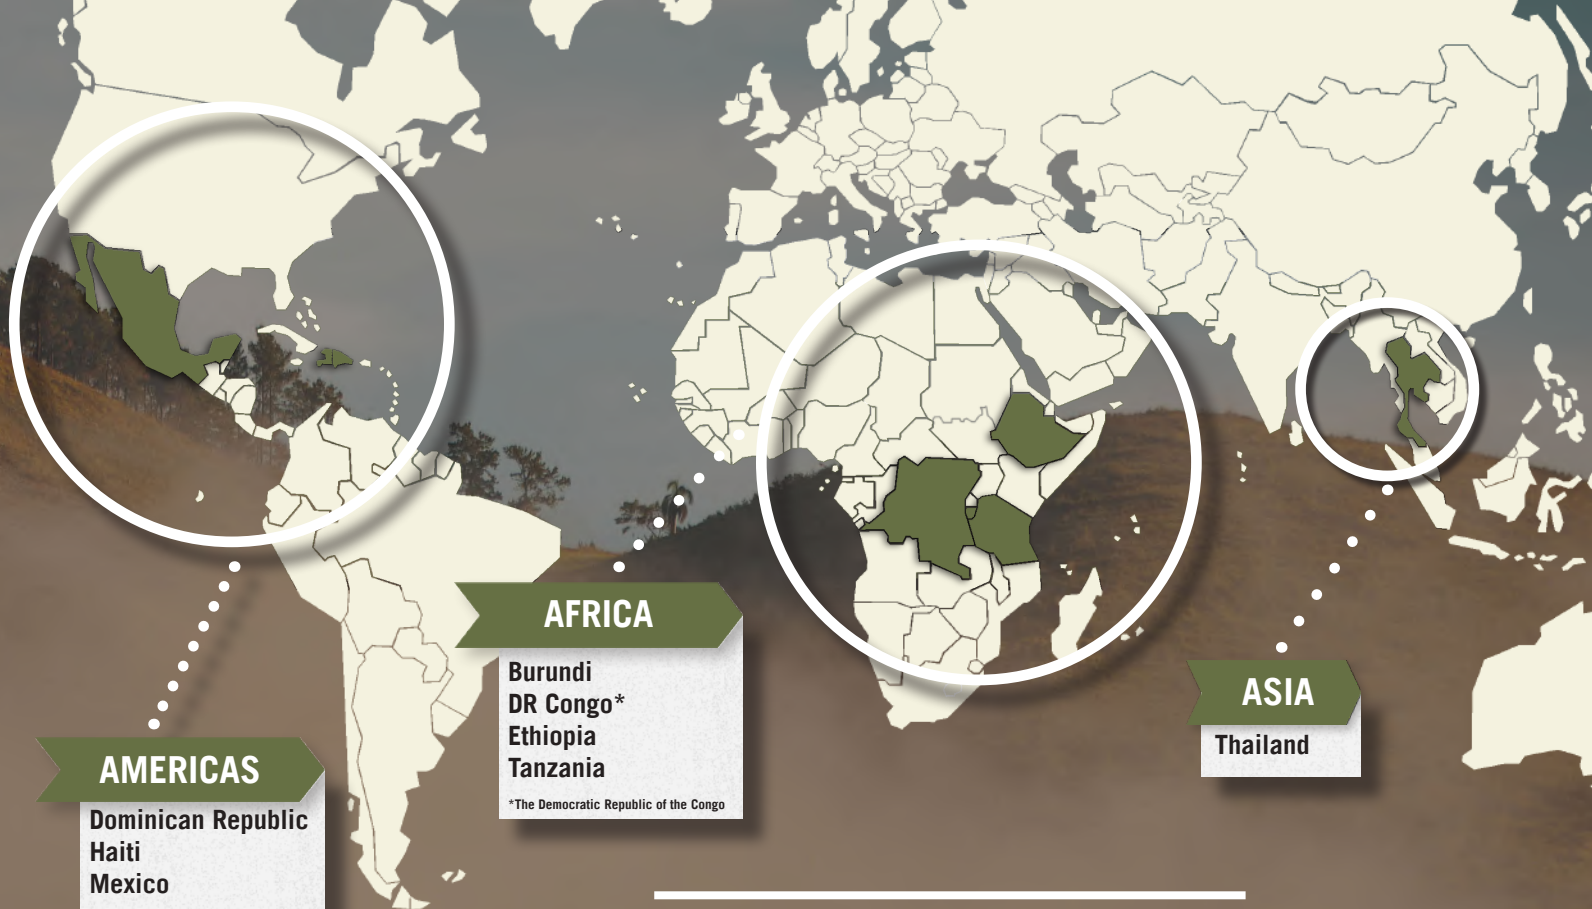 AMERICAS
Dominican Republic
Haiti
Mexico
AFRICA
Burundi
DR Congo*
Ethiopia
Tanzania
*The Democratic Republic of the Congo
ASIA
Thailand